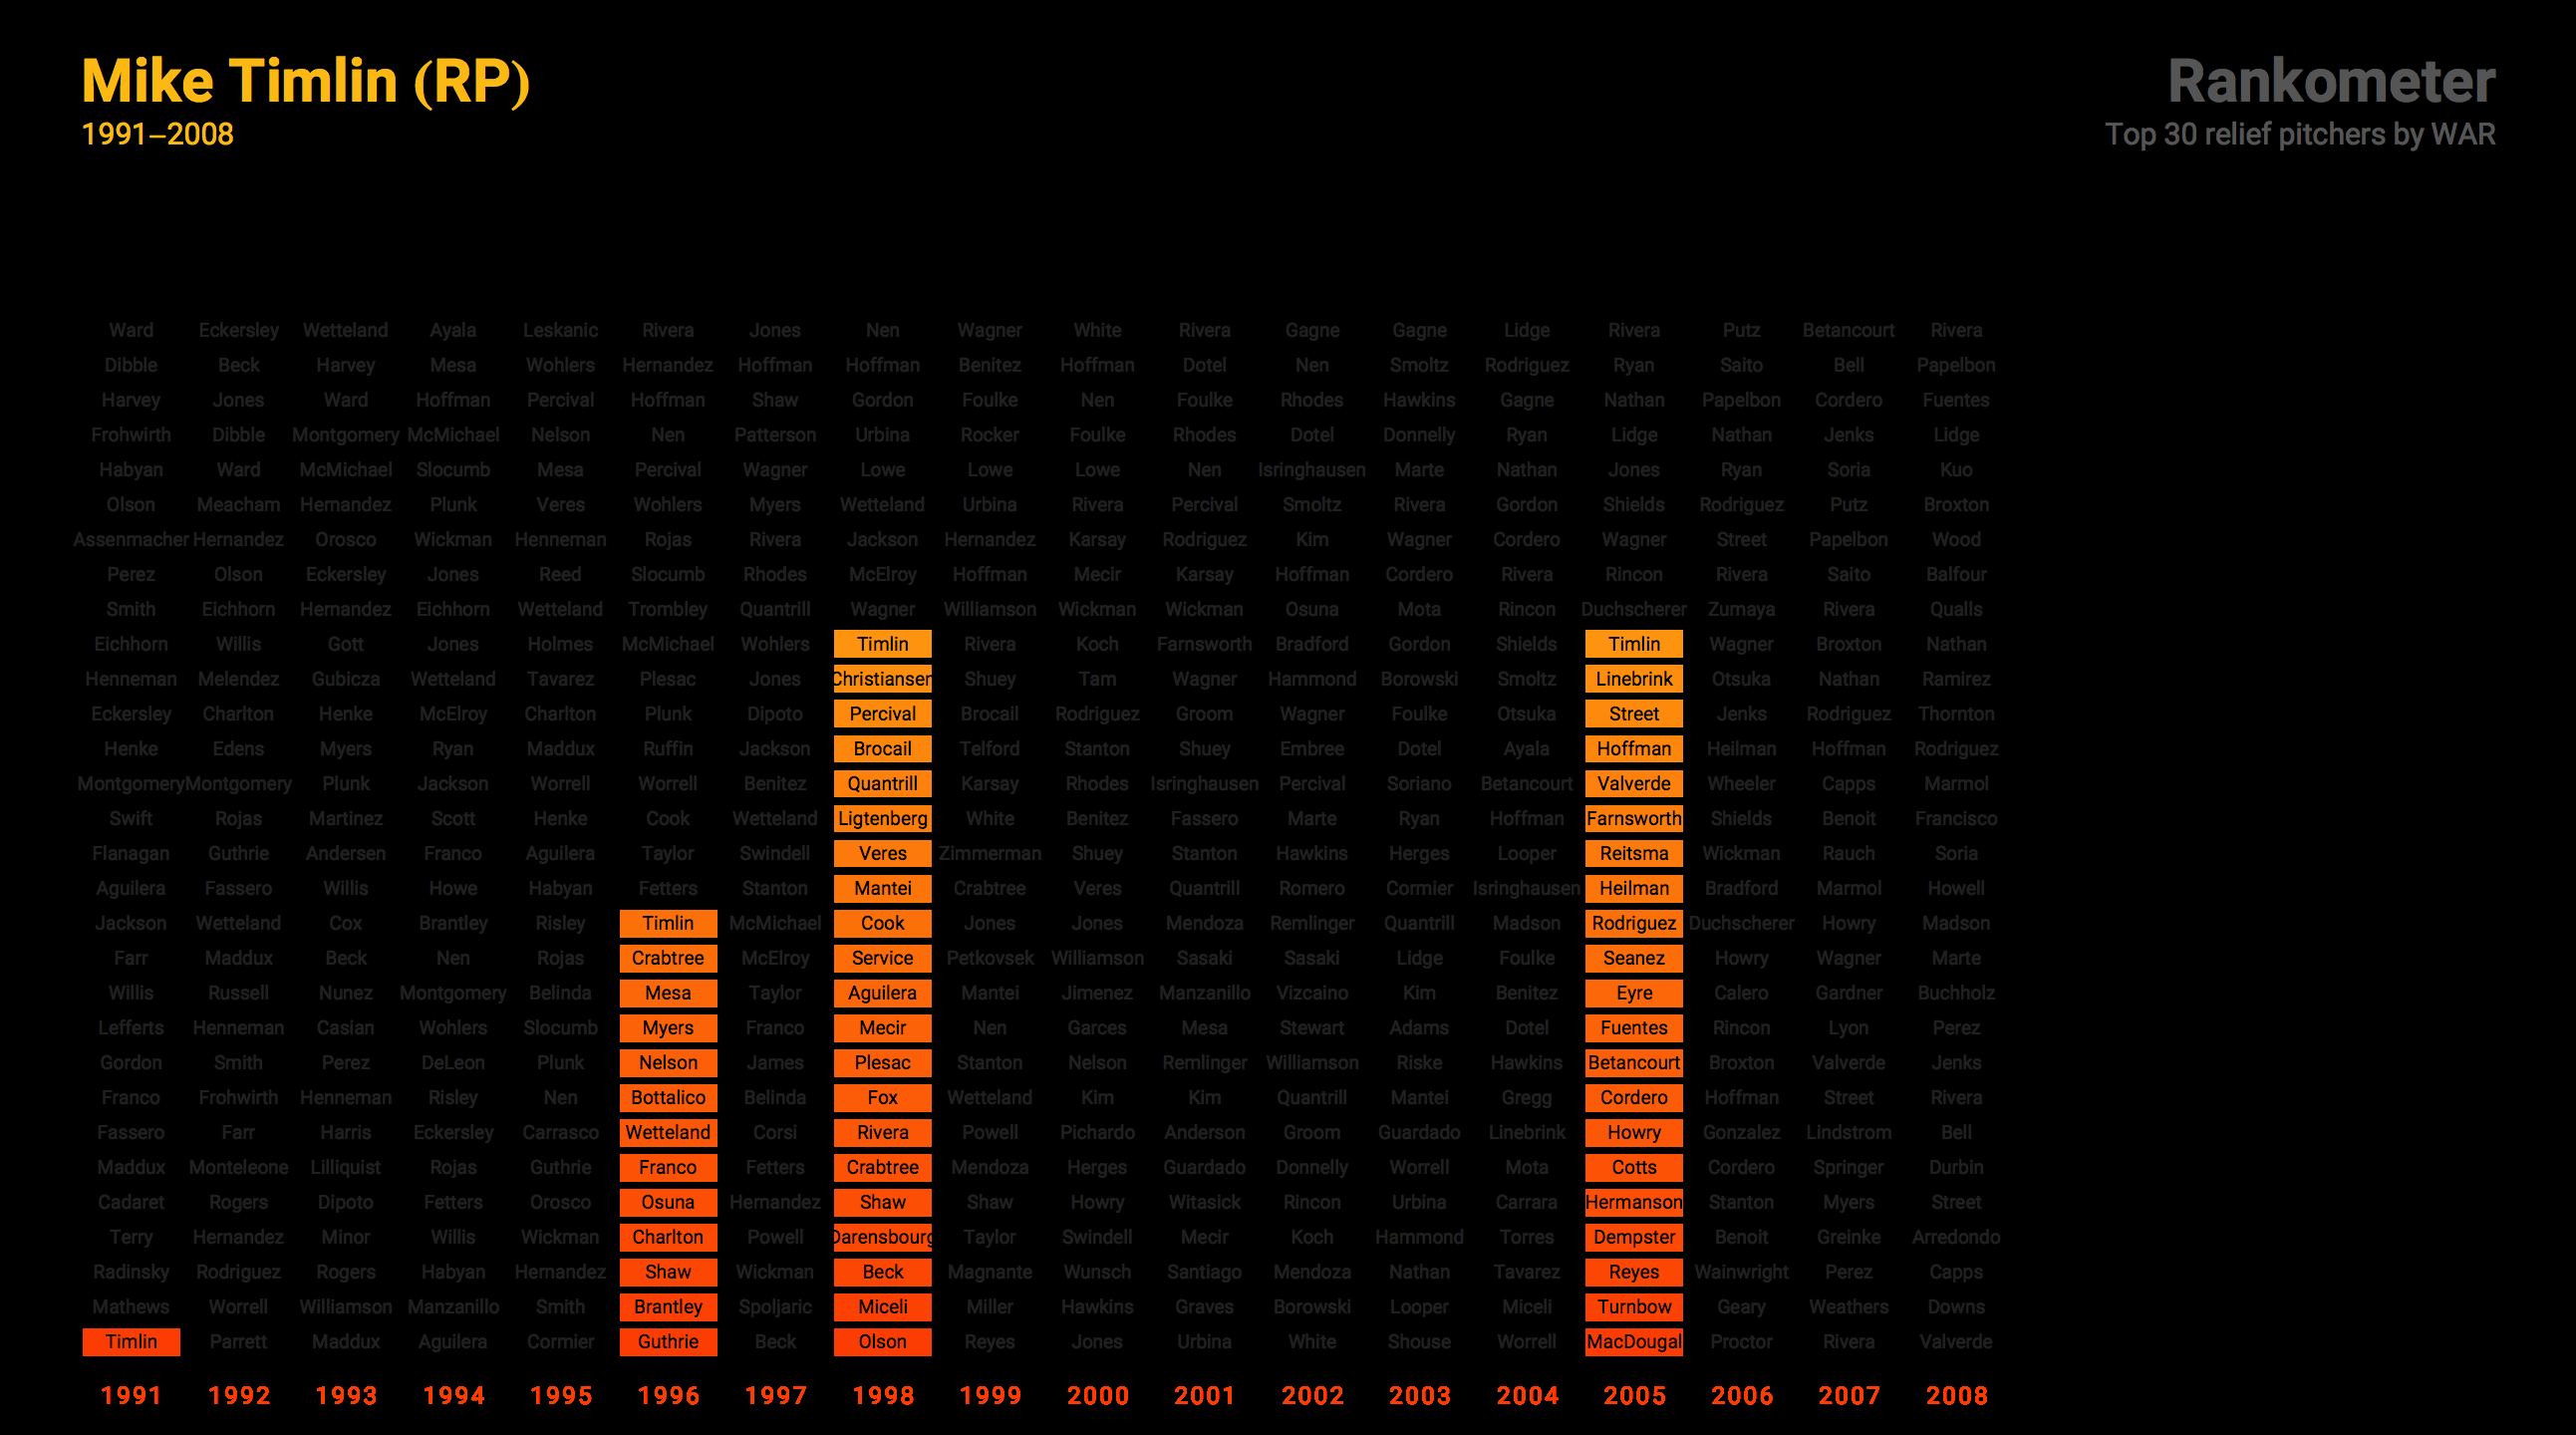 Mike Timlin (RP)
1991–2008
Rankometer
Top 30 relief pitchers by WAR
Ward Eckersley Wetteland Ayala Leskanic Rivera Jones Nen Wagner White Rivera Gagne Gagne Lidge Rivera Putz Betancourt Rivera
Dibble Beck Harvey Mesa Wohlers Hernandez Hoffman Hoffman Benitez Hoffman Dotel Nen Smoltz Rodriguez Ryan Saito Bell Papelbon
Harvey Jones Ward Hoffman Percival Hoffman Shaw Gordon Foulke Nen Foulke Rhodes Hawkins Gagne Nathan Papelbon Cordero Fuentes
Frohwirth Dibble Montgomery McMichael Nelson Nen Patterson Urbina Rocker Foulke Rhodes Dotel Donnelly Ryan Lidge Nathan Jenks Lidge
Habyan Ward McMichael Slocumb Mesa Percival Wagner Lowe Lowe Lowe Nen Isringhausen Marte Nathan Jones Ryan Soria Kuo
Olson Meacham Hernandez Plunk Veres Wohlers Myers Wetteland Urbina Rivera Percival Smoltz Rivera Gordon Shields Rodriguez Putz Broxton
Assenmacher Hernandez Orosco Wickman Henneman Rojas Rivera Jackson Hernandez Karsay Rodriguez Kim Wagner Cordero Wagner Street Papelbon Wood
Perez Olson Eckersley Jones Reed Slocumb Rhodes McElroy Hoffman Mecir Karsay Hoffman Cordero Rivera Rincon Rivera Saito Balfour
Smith Eichhorn Hernandez Eichhorn Wetteland Trombley Quantrill Wagner Williamson Wickman Wickman Osuna Mota Rincon Duchscherer Zumaya Rivera Qualls
Eichhorn Willis Gott Jones Holmes McMichael Wohlers Timlin Rivera Koch Farnsworth Bradford Gordon Shields Timlin Wagner Broxton Nathan
Henneman Melendez Gubicza Wetteland Tavarez Plesac Jones Christiansen Shuey Tam Wagner Hammond Borowski Smoltz Linebrink Otsuka Nathan Ramirez
Eckersley Charlton Henke McElroy Charlton Plunk Dipoto Percival Brocail Rodriguez Groom Wagner Foulke Otsuka Street Jenks Rodriguez Thornton
Henke Edens Myers Ryan Maddux Ruffin Jackson Brocail Telford Stanton Shuey Embree Dotel Ayala Hoffman Heilman Hoffman Rodriguez
Montgomery Montgomery Plunk Jackson Worrell Worrell Benitez Quantrill Karsay Rhodes Isringhausen Percival Soriano Betancourt Valverde Wheeler Capps Marmol
Swift Rojas Martinez Scott Henke Cook Wetteland Ligtenberg White Benitez Fassero Marte Ryan Hoffman Farnsworth Shields Benoit Francisco
Flanagan Guthrie Andersen Franco Aguilera Taylor Swindell Veres Zimmerman Shuey Stanton Hawkins Herges Looper Reitsma Wickman Rauch Soria
Aguilera Fassero Willis Howe Habyan Fetters Stanton Mantei Crabtree Veres Quantrill Romero Cormier Isringhausen Heilman Bradford Marmol Howell
Jackson Wetteland Cox Brantley Risley Timlin McMichael Cook Jones Jones Mendoza Remlinger Quantrill Madson Rodriguez Duchscherer Howry Madson
Farr Maddux Beck Nen Rojas Crabtree McElroy Service Petkovsek Williamson Sasaki Sasaki Lidge Foulke Seanez Howry Wagner Marte
Willis Russell Nunez Montgomery Belinda Mesa Taylor Aguilera Mantei Jimenez Manzanillo Vizcaino Kim Benitez Eyre Calero Gardner Buchholz
Lefferts Henneman Casian Wohlers Slocumb Myers Franco Mecir Nen Garces Mesa Stewart Adams Dotel Fuentes Rincon Lyon Perez
Gordon Smith Perez DeLeon Plunk Nelson James Plesac Stanton Nelson Remlinger Williamson Riske Hawkins Betancourt Broxton Valverde Jenks
Franco Frohwirth Henneman Risley Nen Bottalico Belinda Fox Wetteland Kim Kim Quantrill Mantei Gregg Cordero Hoffman Street Rivera
Fassero Farr Harris Eckersley Carrasco Wetteland Corsi Rivera Powell Pichardo Anderson Groom Guardado Linebrink Howry Gonzalez Lindstrom Bell
Maddux Monteleone Lilliquist Rojas Guthrie Franco Fetters Crabtree Mendoza Herges Guardado Donnelly Worrell Mota Cotts Cordero Springer Durbin
Cadaret Rogers Dipoto Fetters Orosco Osuna Hernandez Shaw Shaw Howry Witasick Rincon Urbina Carrara Hermanson Stanton Myers Street
Terry Hernandez Minor Willis Wickman Charlton Powell Darensbourg Taylor Swindell Mecir Koch Hammond Torres Dempster Benoit Greinke Arredondo
Radinsky Rodriguez Rogers Habyan Hernandez Shaw Wickman Beck Magnante Wunsch Santiago Mendoza Nathan Tavarez Reyes Wainwright Perez Capps
Mathews Worrell Williamson Manzanillo Smith Brantley Spoljaric Miceli Miller Hawkins Graves Borowski Looper Miceli Turnbow Geary Weathers Downs
Timlin Parrett Maddux Aguilera Cormier Guthrie Beck Olson Reyes Jones Urbina White Shouse Worrell MacDougal Proctor Rivera Valverde
1991 1992 1993 1994 1995 1996 1997 1998 1999 2000 2001 2002 2003 2004 2005 2006 2007 2008